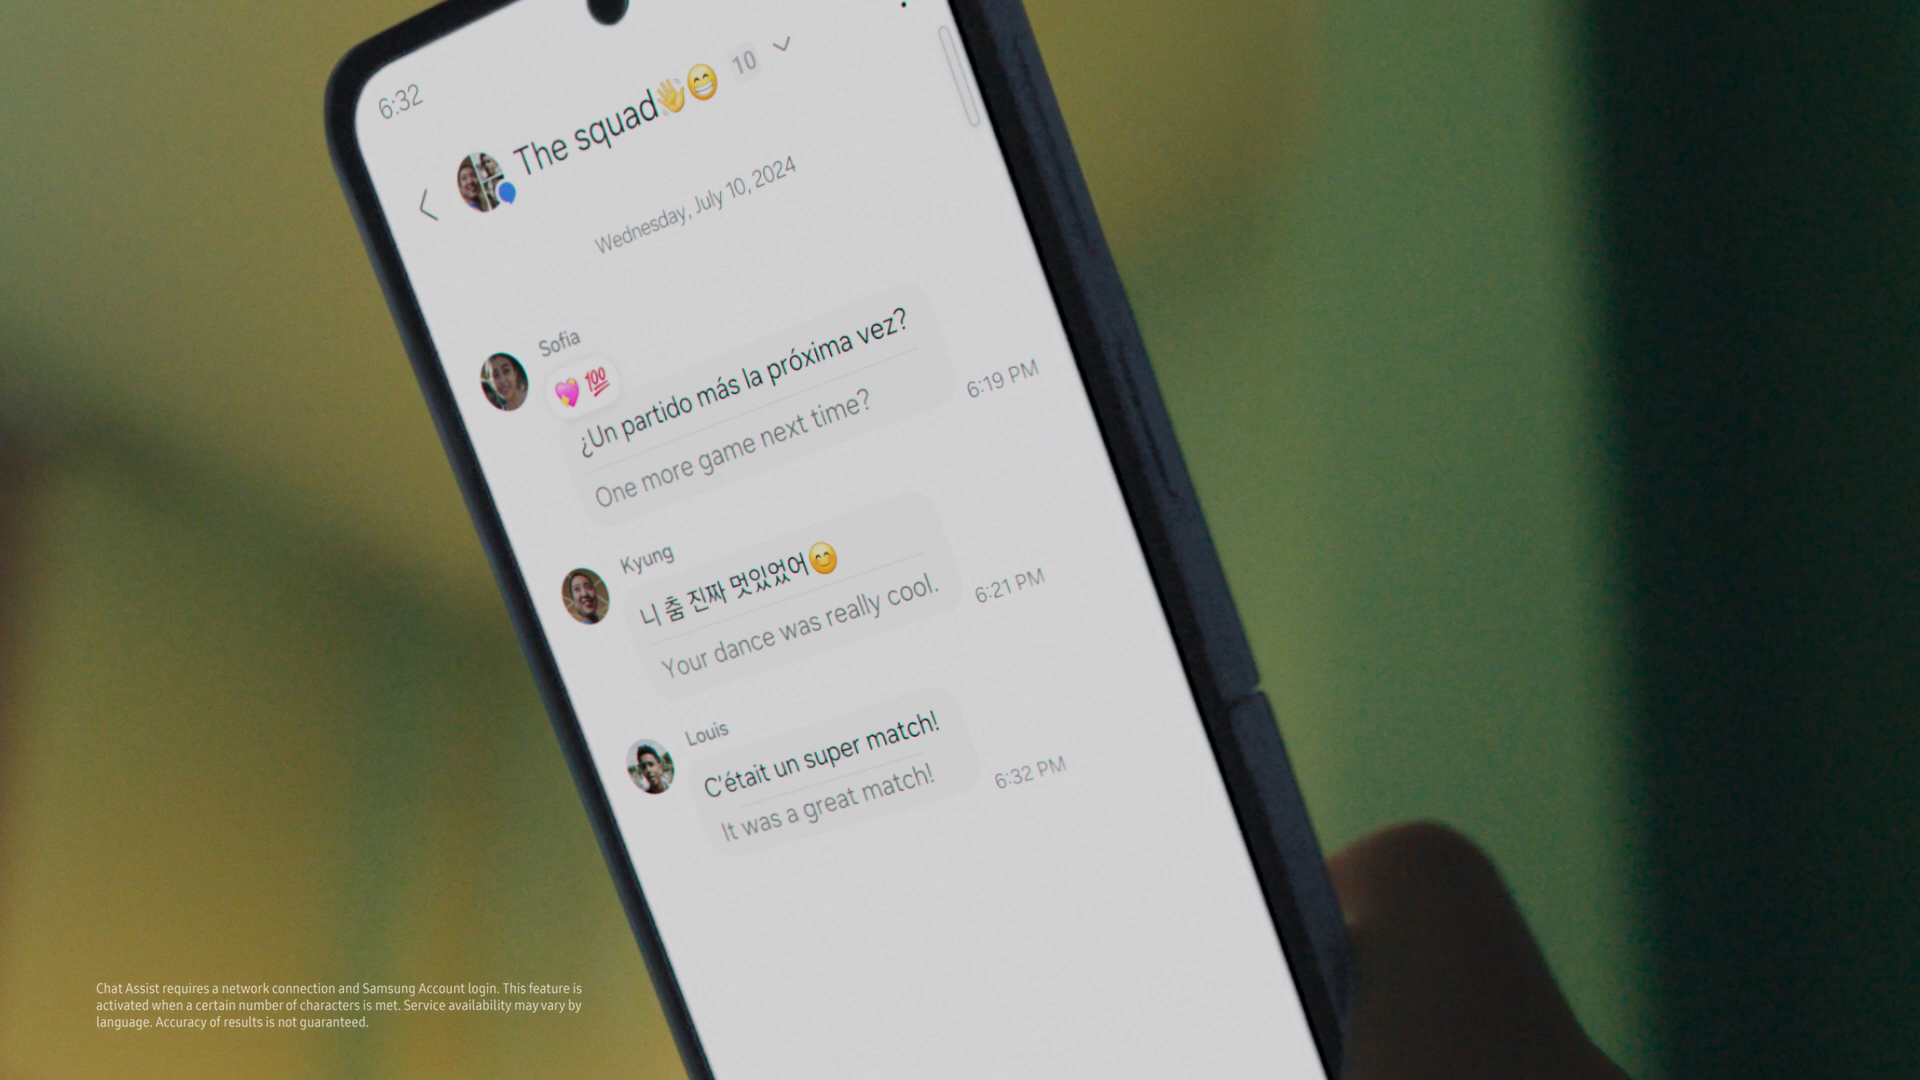 6:32
The squad👋😁 10
Wednesday, July 10, 2024
Sofia
💖💯
¿Un partido más la próxima vez?
One more game next time?
6:19 PM
Kyung
니 춤 진짜 멋있었어😊
Your dance was really cool.
6:21 PM
Louis
C'était un super match!
It was a great match!
6:32 PM
Chat Assist requires a network connection and Samsung Account login. This feature is
activated when a certain number of characters is met. Service availability may vary by
language. Accuracy of results is not guaranteed.